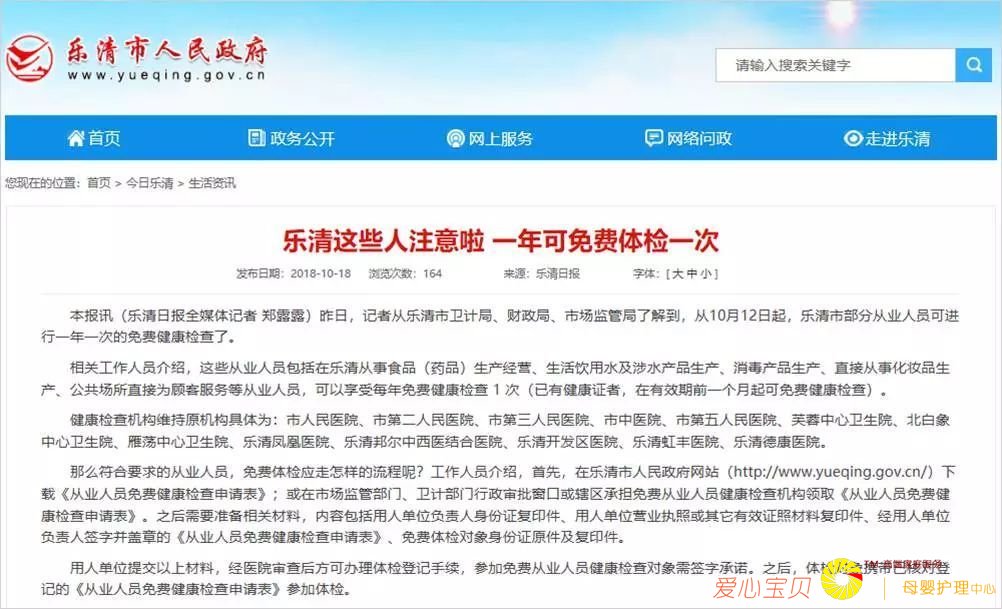 乐清市人民政府
www.yueqing.gov.cn
请输入搜索关键字
首页 政务公开 网上服务 网络问政 走进乐清
您现在的位置：首页 > 今日乐清 > 生活资讯
乐清这些人注意啦 一年可免费体检一次
发布日期：2018-10-18 浏览次数：164 来源：乐清日报 字体：[ 大 中 小 ]
本报讯（乐清日报全媒体记者 郑露露）昨日，记者从乐清市卫计局、财政局、市场监管局了解到，从10月12日起，乐清市部分从业人员可进
行一年一次的免费健康检查了。
相关工作人员介绍，这些从业人员包括在乐清从事食品（药品）生产经营、生活饮用水及涉水产品生产、消毒产品生产、直接从事化妆品生
产、公共场所直接为顾客服务等从业人员，可以享受每年免费健康检查 1 次（已有健康证者，在有效期前一个月起可免费健康检查）。
健康检查机构维持原机构具体为：市人民医院、市第二人民医院、市第三人民医院、市中医院、市第五人民医院、芙蓉中心卫生院、北白象
中心卫生院、雁荡中心卫生院、乐清凤凰医院、乐清邦尔中西医结合医院、乐清开发区医院、乐清虹丰医院、乐清德康医院。
那么符合要求的从业人员，免费体检应走怎样的流程呢？工作人员介绍，首先，在乐清市人民政府网站（http://www.yueqing.gov.cn/）下
载《从业人员免费健康检查申请表》；或在市场监管部门、卫计部门行政审批窗口或辖区承担免费从业人员健康检查机构领取《从业人员免费健
康检查申请表》。之后需要准备相关材料，内容包括用人单位负责人身份证复印件、用人单位营业执照或其它有效证照材料复印件、经用人单位
负责人签字并盖章的《从业人员免费健康检查申请表》、免费体检对象身份证原件及复印件。
用人单位提交以上材料，经医院审查后方可办理体检登记手续，参加免费从业人员健康检查对象需签字承诺。之后，体检对象携带已核对登
记的《从业人员免费健康检查申请表》参加体检。
爱心宝贝
母婴护理中心